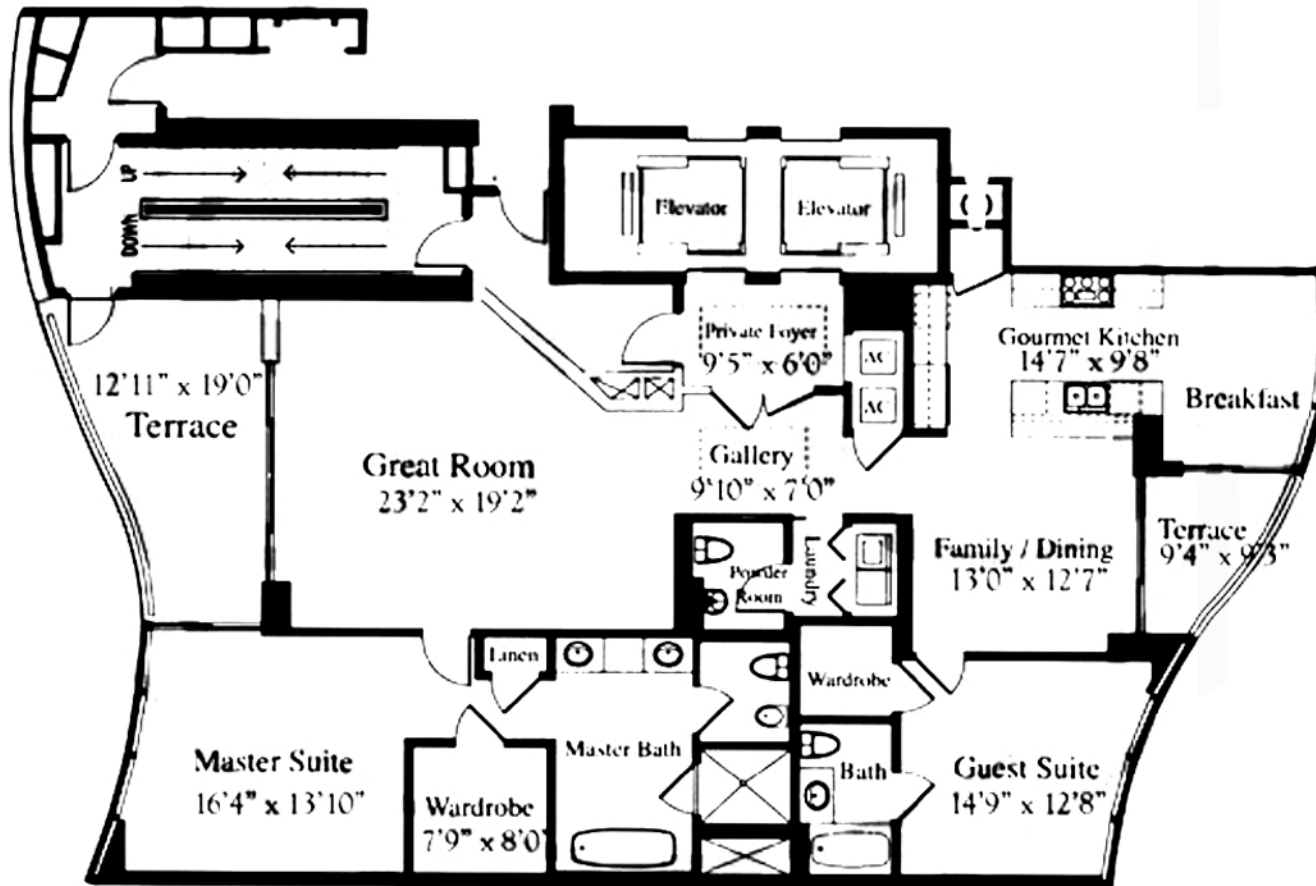 UP
DOWN
Elevator
Elevator
Private Foyer
9'5" x 6'0"
AC
AC
Gourmet Kitchen
14'7" x 9'8"
Breakfast
12'11" x 19'0"
Terrace
Great Room
23'2" x 19'2"
Gallery
9'10" x 7'0"
Family / Dining
13'0" x 12'7"
Terrace
9'4" x 9'3"
Powder
Room
Laundry
Linen
Wardrobe
Master Suite
16'4" x 13'10"
Wardrobe
7'9" x 8'0"
Master Bath
Bath
Guest Suite
14'9" x 12'8"